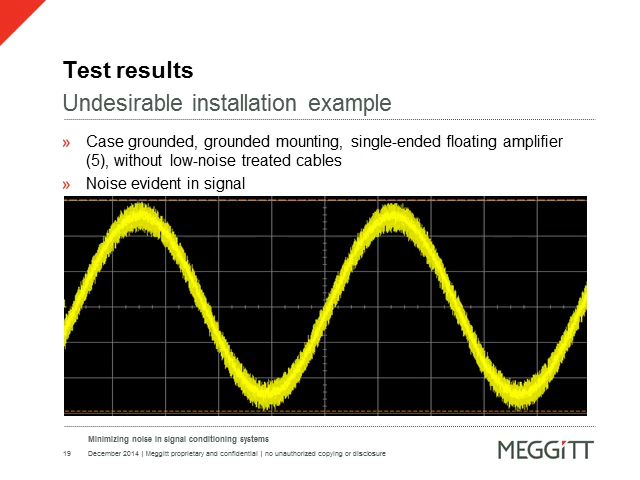 Test results
Undesirable installation example
» Case grounded, grounded mounting, single-ended floating amplifier
(5), without low-noise treated cables
» Noise evident in signal
Minimizing noise in signal conditioning systems
19 December 2014 | Meggitt proprietary and confidential | no unauthorized copying or disclosure
MEGGiTT